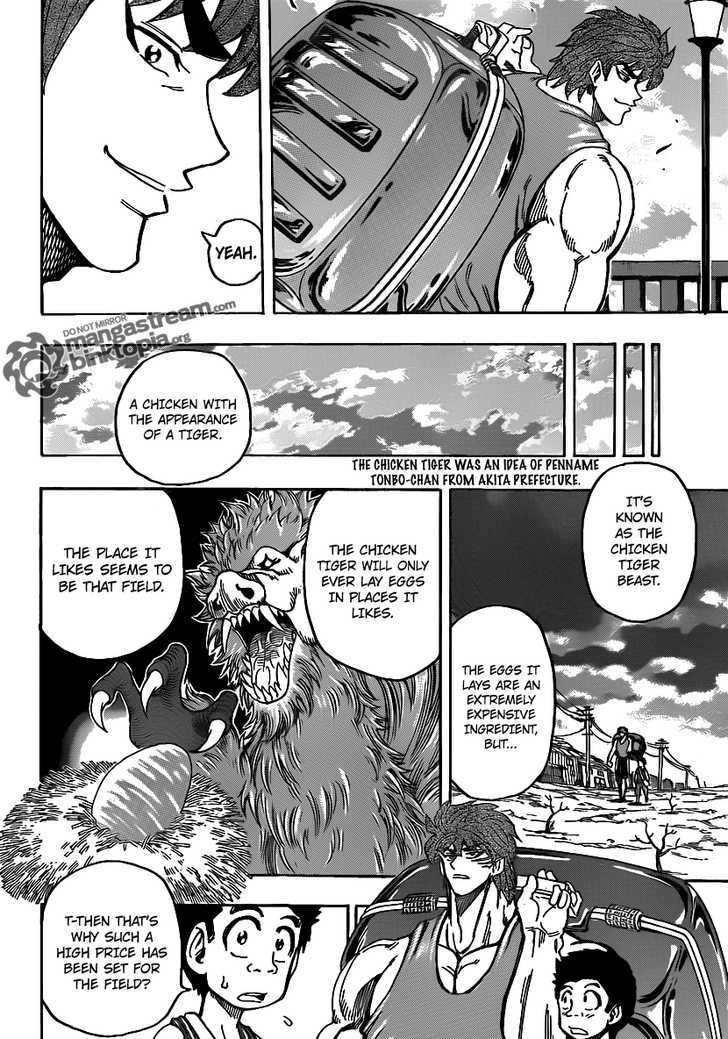 YEAH.
DO NOT MIRROR
mangastream.com
binktopia.org
A CHICKEN WITH
THE APPEARANCE
OF A TIGER.
THE CHICKEN TIGER WAS AN IDEA OF PENNAME
TONBO-CHAN FROM AKITA PREFECTURE.
IT'S
KNOWN
AS THE
CHICKEN
TIGER
BEAST.
THE EGGS IT
LAYS ARE AN
EXTREMELY
EXPENSIVE
INGREDIENT,
BUT...
THE CHICKEN
TIGER WILL ONLY
EVER LAY EGGS
IN PLACES IT
LIKES.
THE PLACE IT
LIKES SEEMS TO
BE THAT FIELD.
T-THEN THAT'S
WHY SUCH A
HIGH PRICE HAS
BEEN SET FOR
THE FIELD?